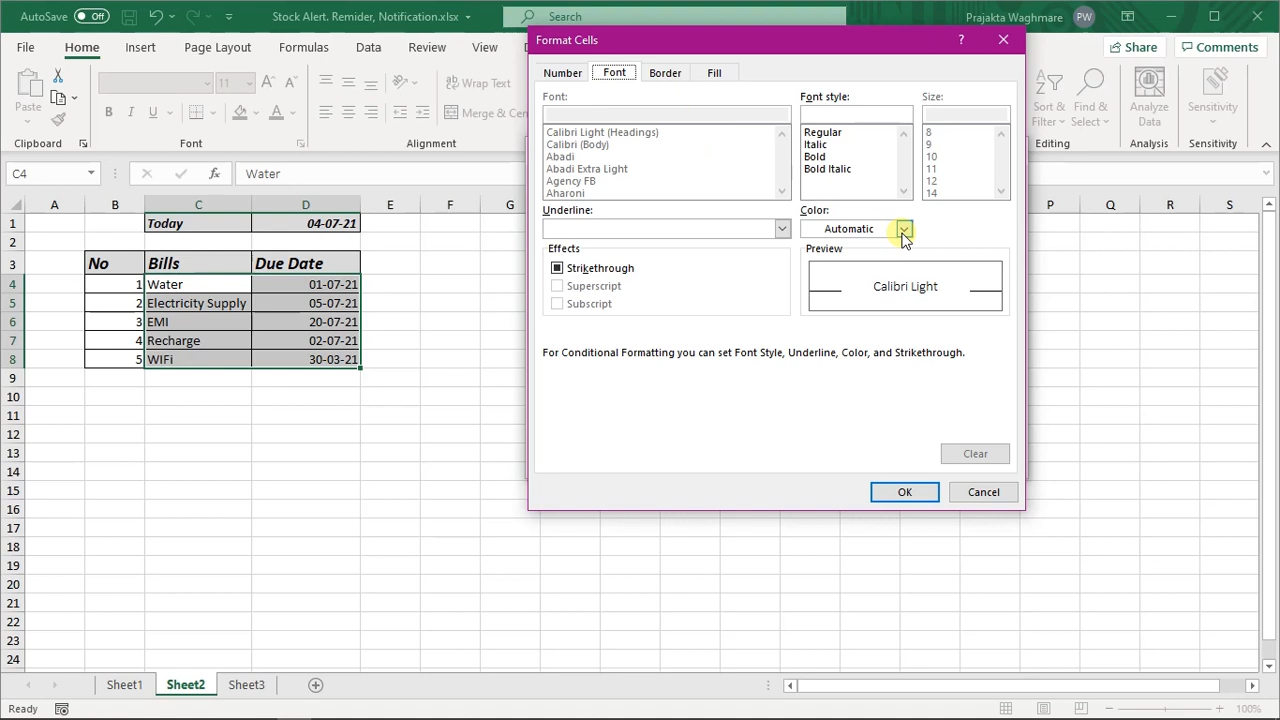 AutoSave Off Stock Alert. Remider, Notification.xlsx Search Prajakta Waghmare PW
File Home Insert Page Layout Formulas Data Review View Share Comments
Paste 11 B I U Wrap Text Merge & Cen Sort & Filter Find & Select Analyze Data Sensitivity
Clipboard Font Alignment Editing Analysis Sensitivity
C4 fx Water
A B C D E F G P Q R S
1 Today 04-07-21
2
3 No Bills Due Date
4 1 Water 01-07-21
5 2 Electricity Supply 05-07-21
6 3 EMI 20-07-21
7 4 Recharge 02-07-21
8 5 WIFi 30-03-21
9
10
11
12
13
14
15
16
17
18
19
20
21
22
23
24
Sheet1 Sheet2 Sheet3
Ready 100%
Format Cells ?
Number Font Border Fill
Font: Font style: Size:
Calibri Light (Headings) Regular 8
Calibri (Body) Italic 9
Abadi Bold 10
Abadi Extra Light Bold Italic 11
Agency FB 12
Aharoni 14
Underline: Color:
Automatic
Effects Preview
Strikethrough
Superscript Calibri Light
Subscript
For Conditional Formatting you can set Font Style, Underline, Color, and Strikethrough.
Clear
OK Cancel